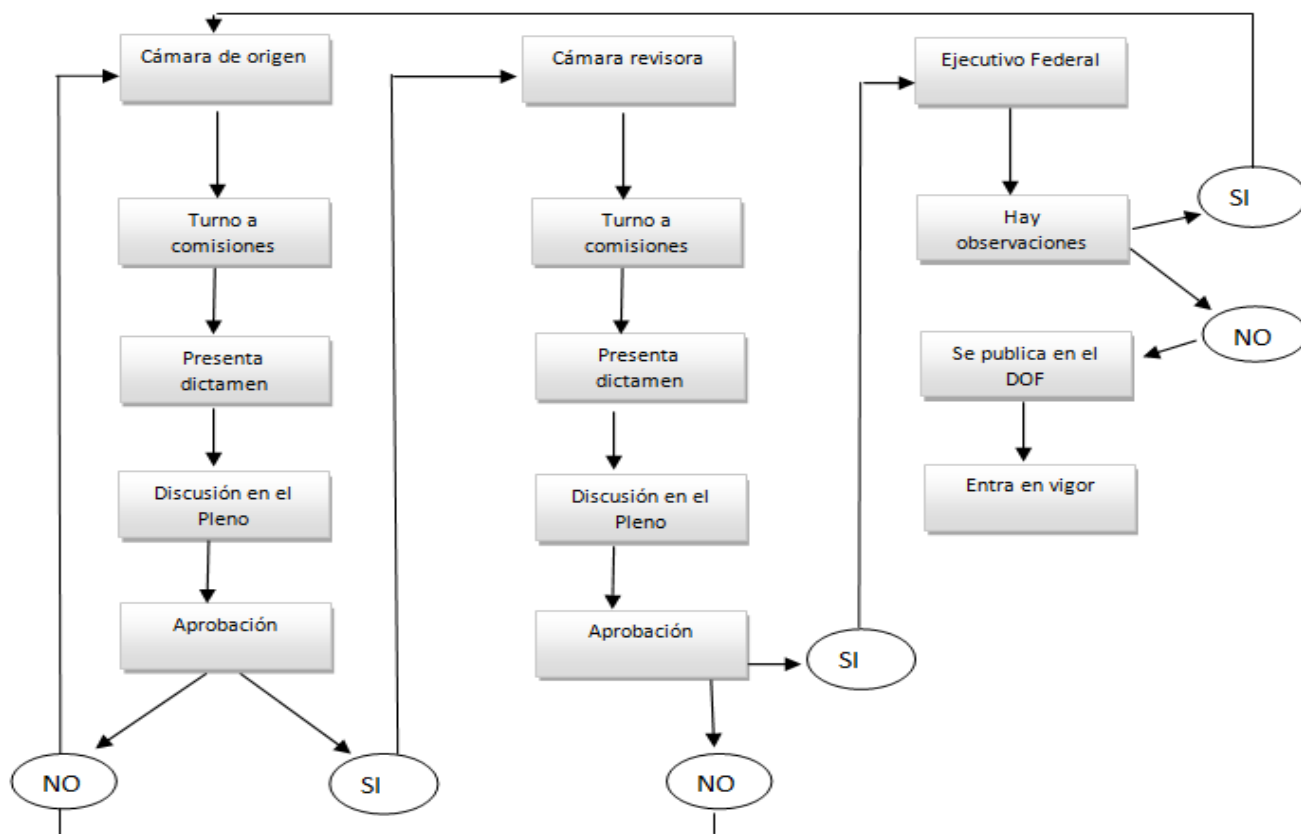 Cámara de origen
Turno a
comisiones
Presenta
dictamen
Discusión en el
Pleno
Aprobación
NO
SI
Cámara revisora
Turno a
comisiones
Presenta
dictamen
Discusión en el
Pleno
Aprobación
SI
NO
Ejecutivo Federal
Hay
observaciones
SI
NO
Se publica en el
DOF
Entra en vigor